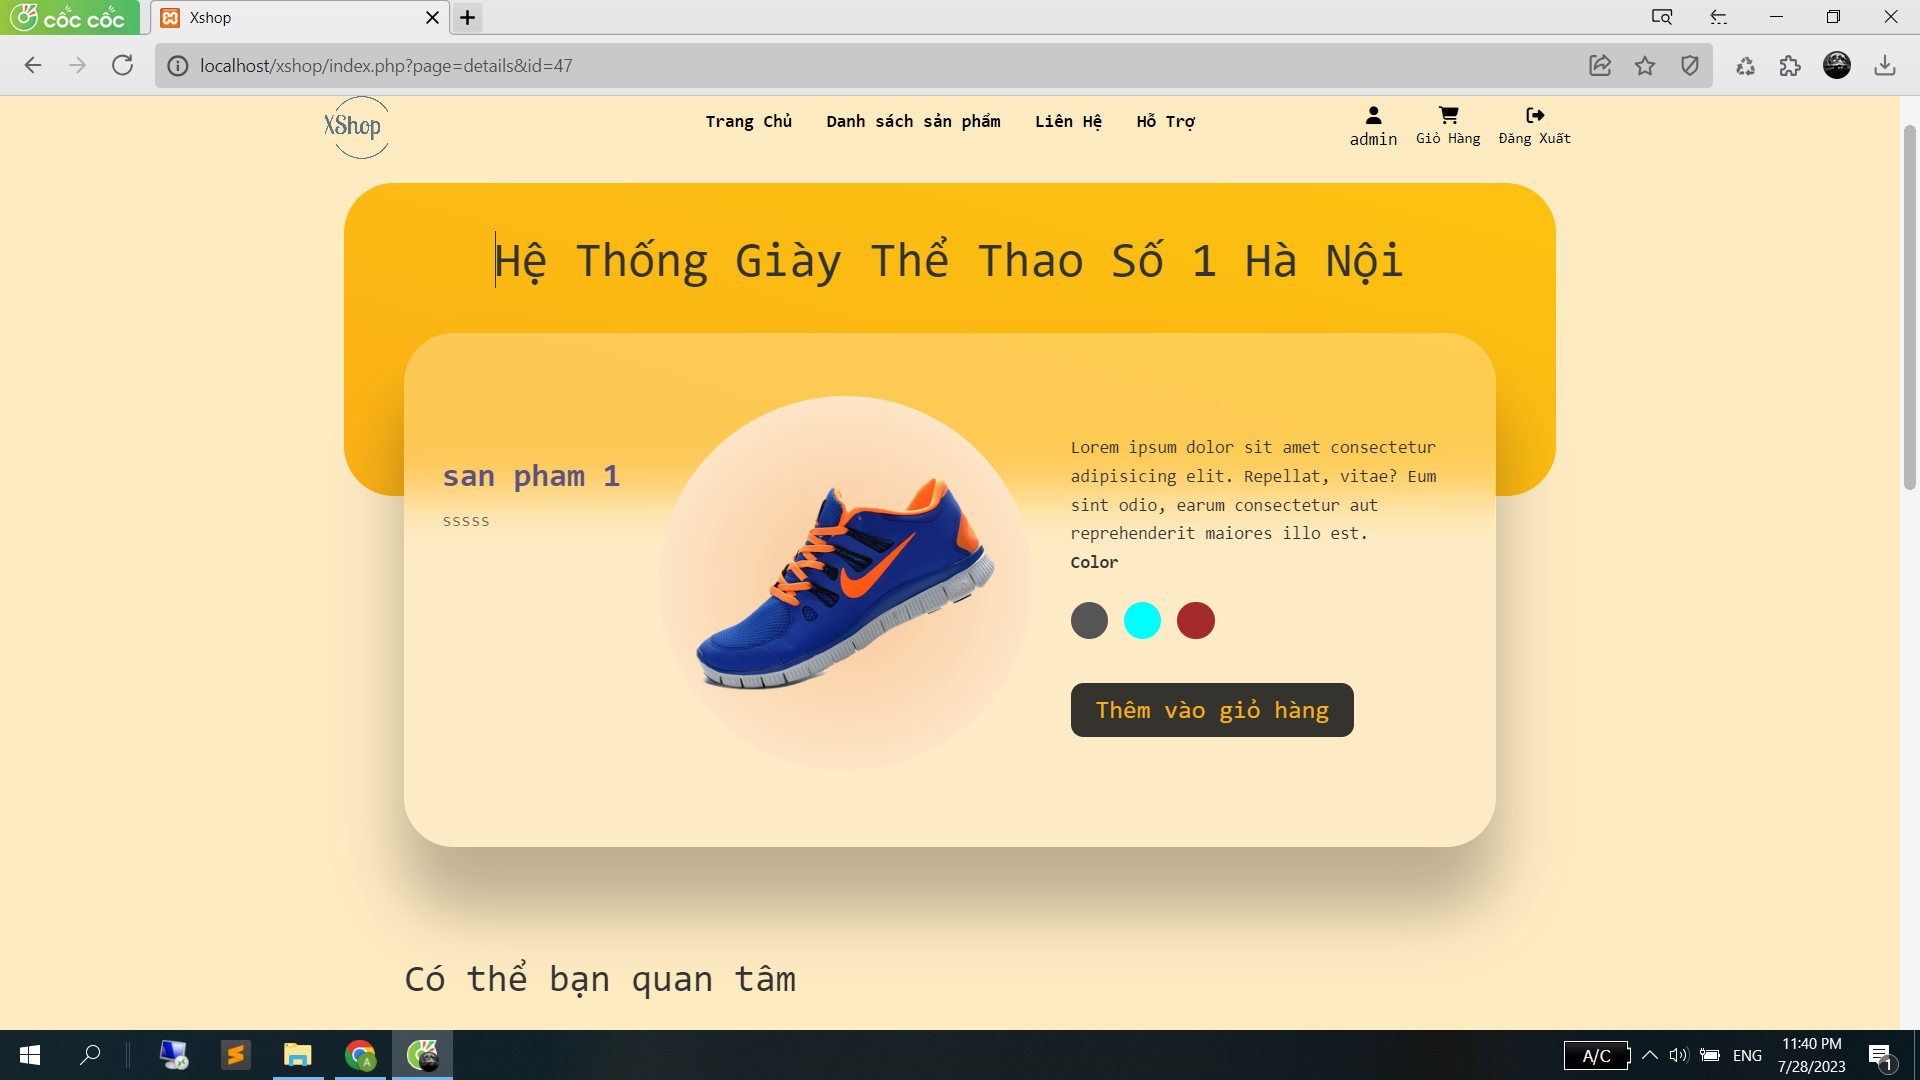 cốc cốc
Xshop
localhost/xshop/index.php?page=details&id=47
XShop
Trang Chủ
Danh sách sản phẩm
Liên Hệ
Hỗ Trợ
admin
Giỏ Hàng
Đăng Xuất
Hệ Thống Giày Thể Thao Số 1 Hà Nội
san pham 1
sssss
Lorem ipsum dolor sit amet consectetur
adipisicing elit. Repellat, vitae? Eum
sint odio, earum consectetur aut
reprehenderit maiores illo est.
Color
Thêm vào giỏ hàng
Có thể bạn quan tâm
A/C
ENG
11:40 PM
7/28/2023
1